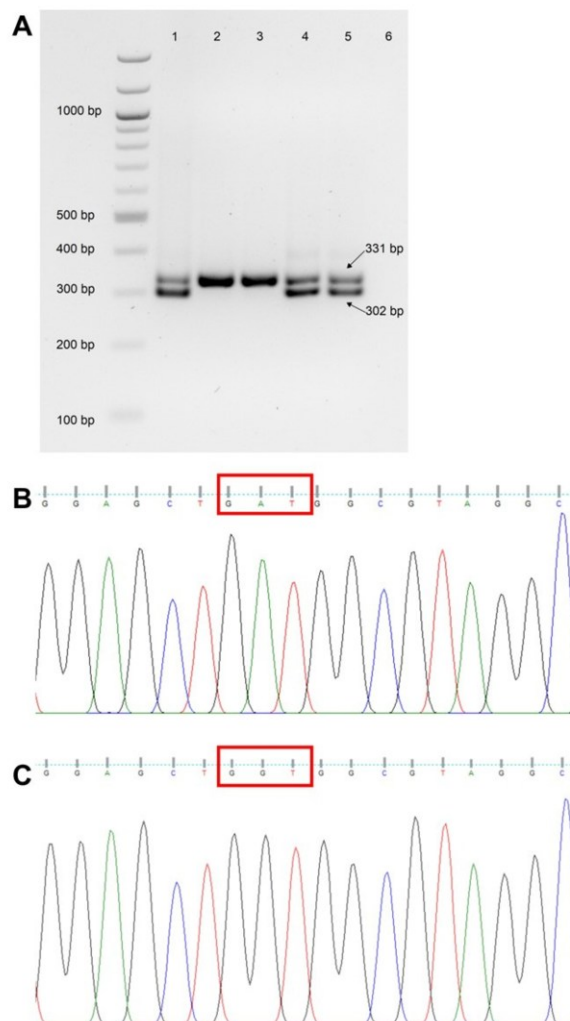 A
1 2 3 4 5 6
1000 bp
500 bp
400 bp
331 bp
300 bp
302 bp
200 bp
100 bp
B
G G A G C T G A T G G C G T A G G C
C
G G A G C T G G T G G C G T A G G C